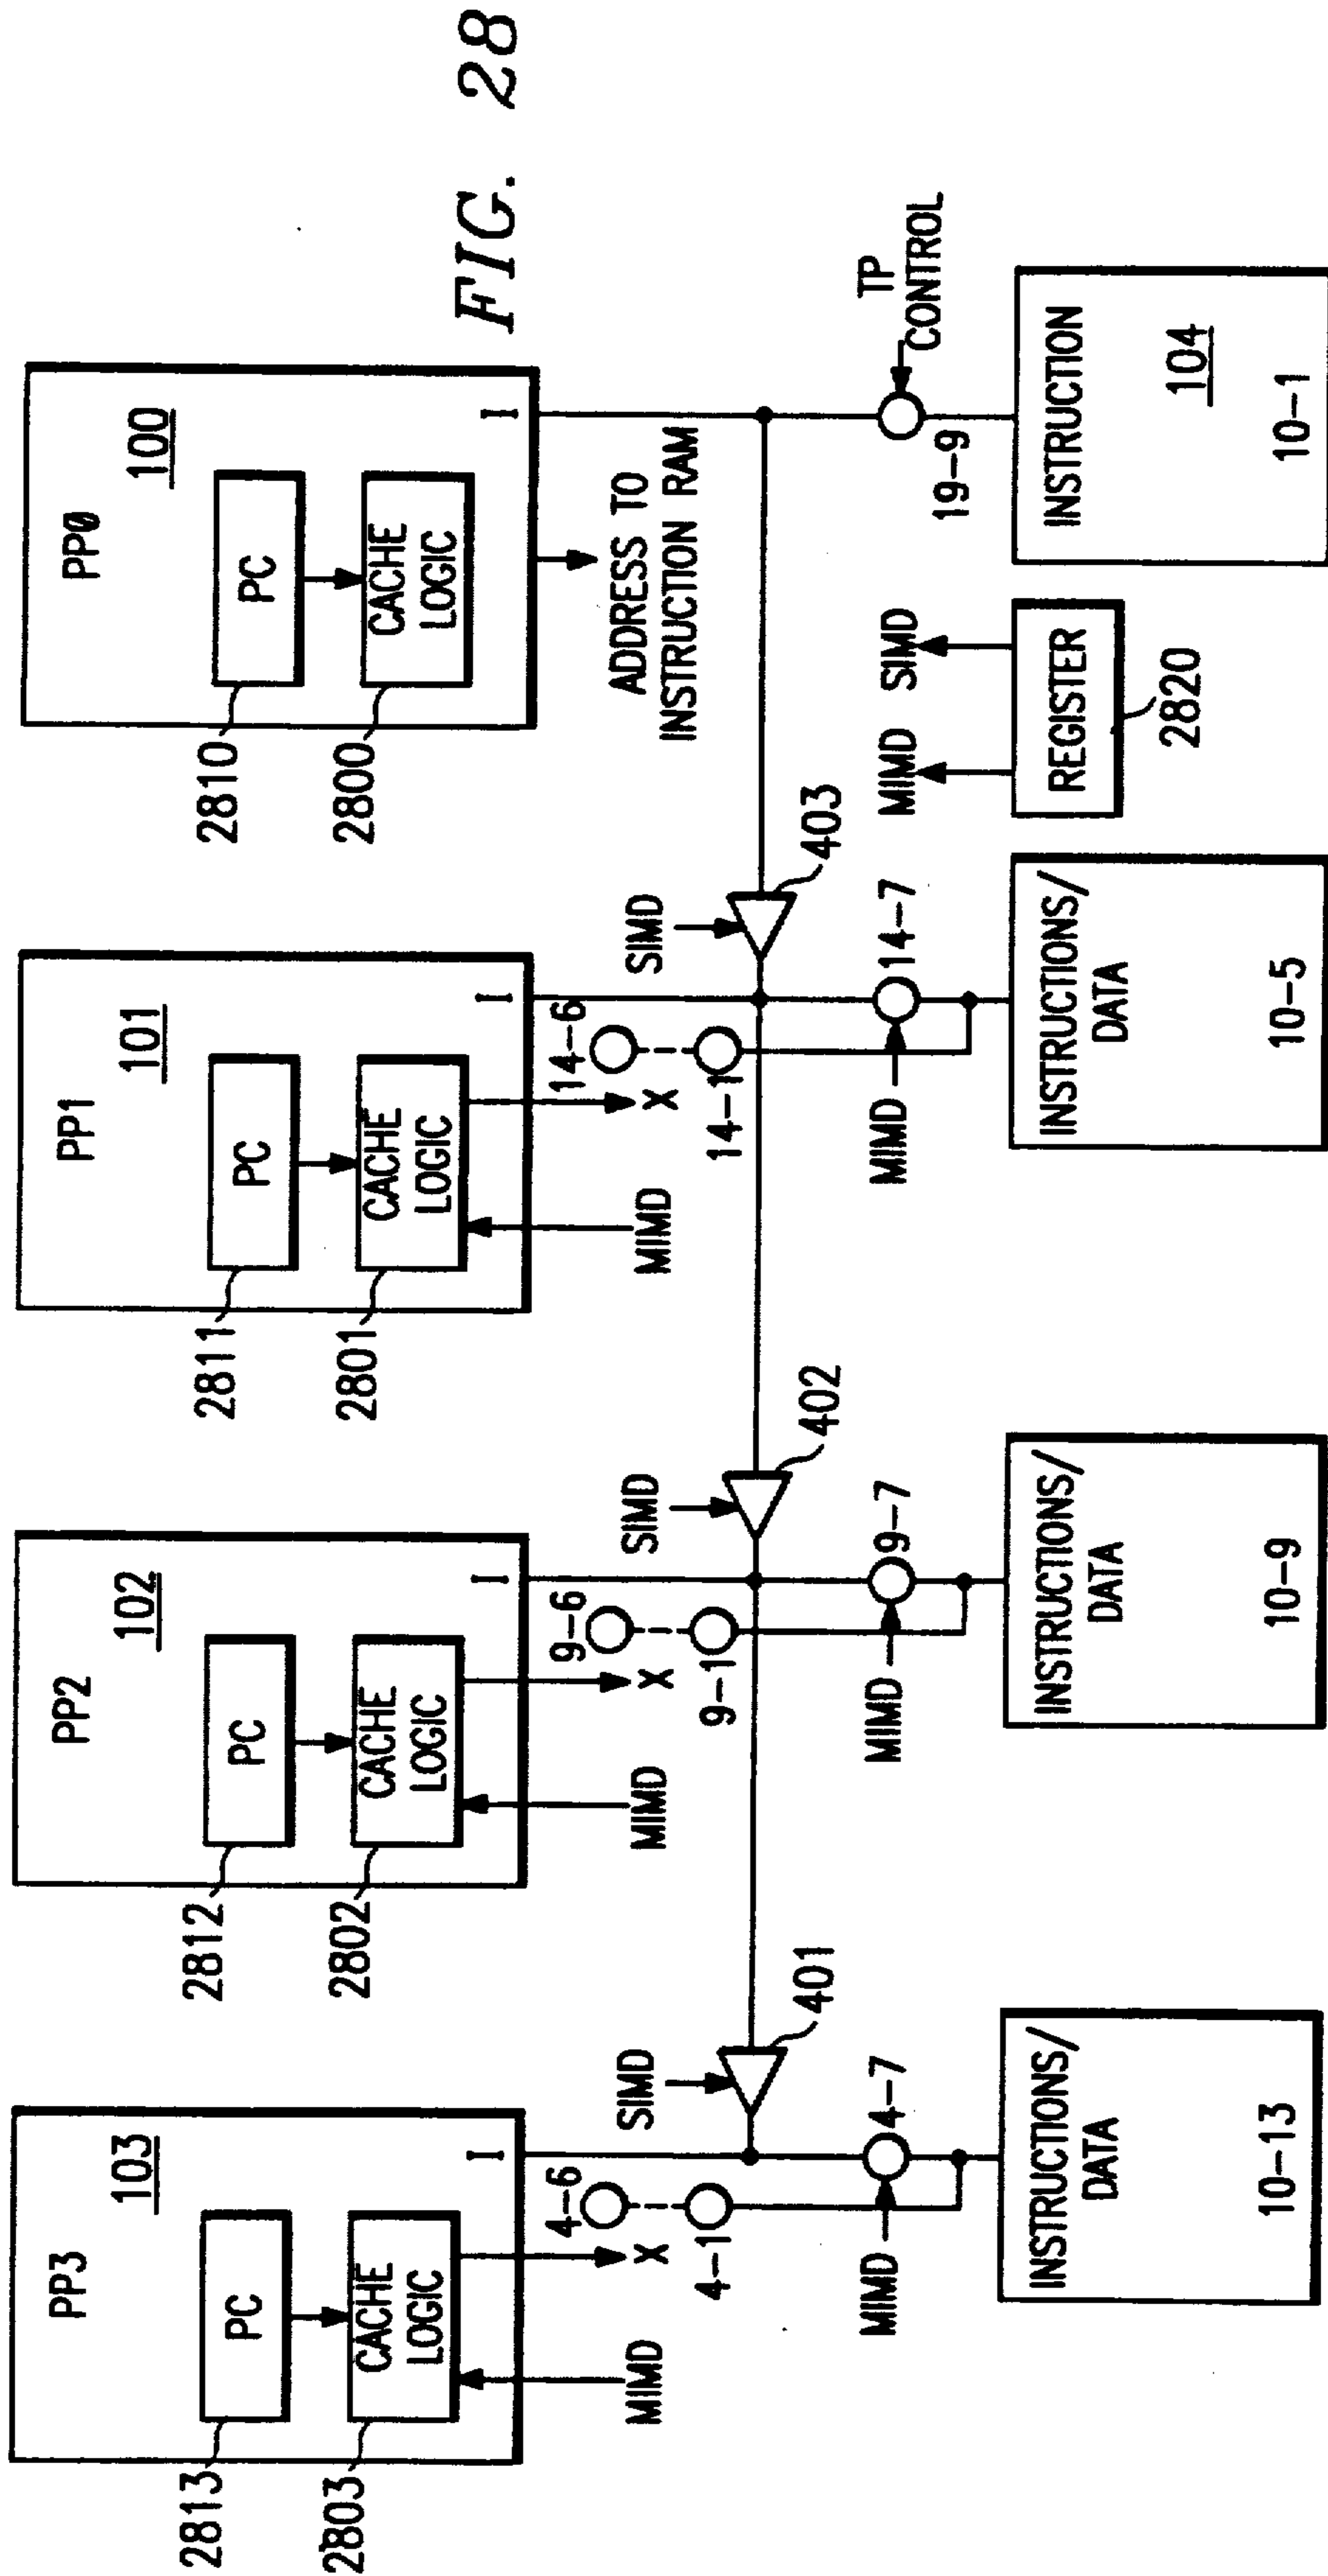 FIG. 28
PP3
103
PC
CACHE
LOGIC
I
2813
2803
MIMD
X
4-6
4-1
SIMD
401
MIMD
4-7
INSTRUCTIONS/
DATA
10-13
PP2
102
PC
CACHE
LOGIC
I
2812
2802
MIMD
X
9-6
9-1
SIMD
402
MIMD
9-7
INSTRUCTIONS/
DATA
10-9
PP1
101
PC
CACHE
LOGIC
I
2811
2801
MIMD
X
14-6
14-1
SIMD
403
MIMD
14-7
INSTRUCTIONS/
DATA
10-5
PP0
100
PC
CACHE
LOGIC
I
2810
2800
ADDRESS TO
INSTRUCTION RAM
MIMD
SIMD
REGISTER
2820
TP
CONTROL
19-9
INSTRUCTION
104
10-1